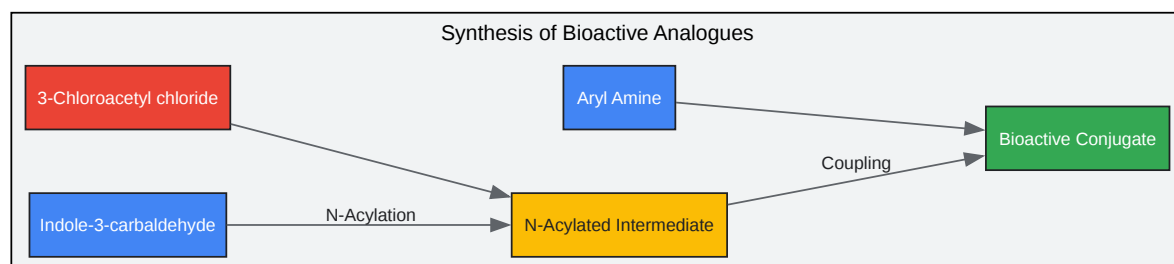 Synthesis of Bioactive Analogues
3-Chloroacetyl chloride
Aryl Amine
Bioactive Conjugate
Coupling
Indole-3-carbaldehyde
N-Acylation
N-Acylated Intermediate